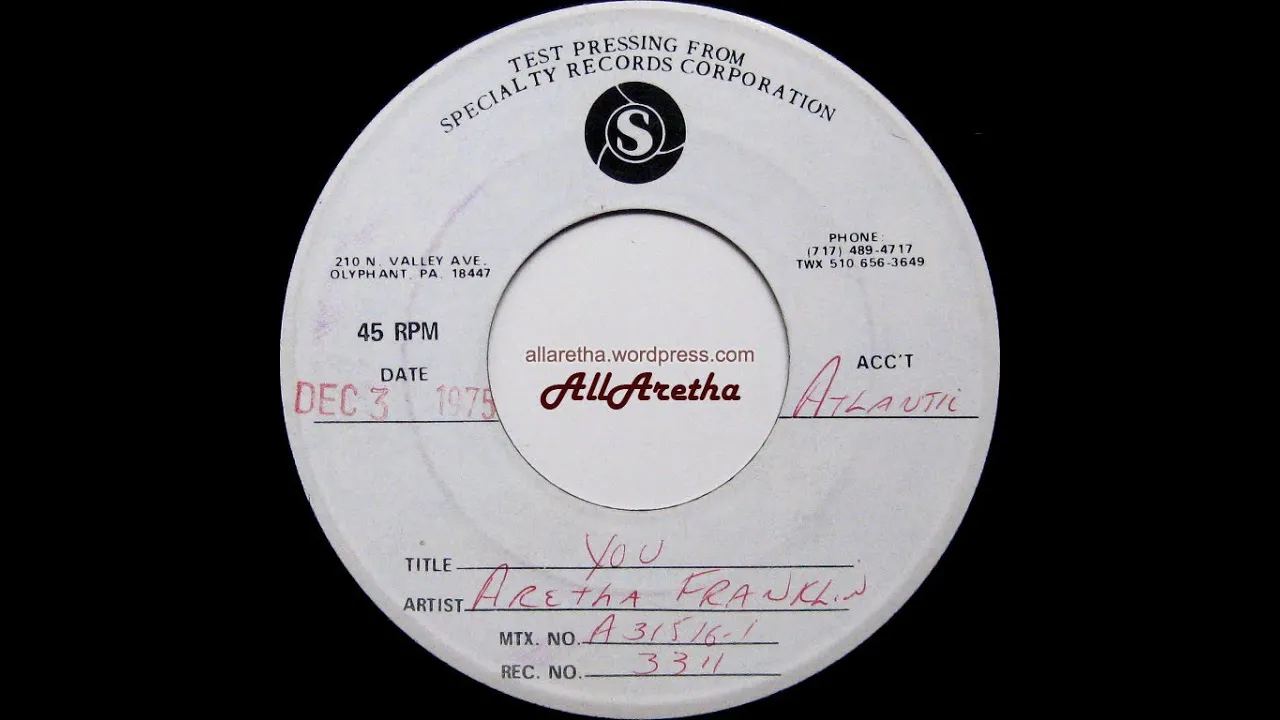 TEST PRESSING FROM
SPECIALTY RECORDS CORPORATION
S
210 N. VALLEY AVE.
OLYPHANT, PA. 18447
PHONE:
(717) 489-4717
TWX 510 656-3649
45 RPM
DATE
DEC 3 1975
allaretha.wordpress.com
AllAretha
ACC'T
ATLANTIC
TITLE YOU
ARTIST ARETHA FRANKLIN
MTX. NO. A31516-1
REC. NO. 3311